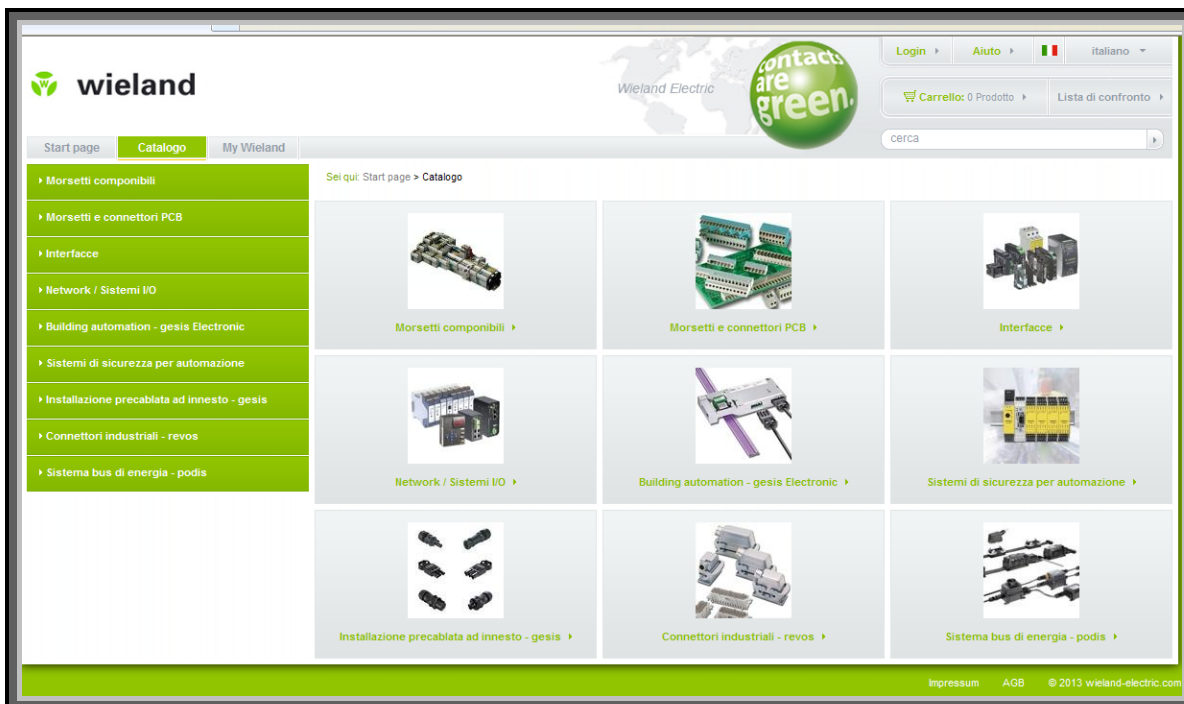 Login
Aiuto
italiano
wieland
Wieland Electric
contacts
are
green.
Carrello: 0 Prodotto
Lista di confronto
cerca
Start page
Catalogo
My Wieland
Sei qui: Start page > Catalogo
Morsetti componibili
Morsetti e connettori PCB
Interfacce
Network / Sistemi I/O
Building automation - gesis Electronic
Sistemi di sicurezza per automazione
Installazione precablata ad innesto - gesis
Connettori industriali - revos
Sistema bus di energia - podis
Morsetti componibili
Morsetti e connettori PCB
Interfacce
Network / Sistemi I/O
Building automation - gesis Electronic
Sistemi di sicurezza per automazione
Installazione precablata ad innesto - gesis
Connettori industriali - revos
Sistema bus di energia - podis
Impressum
AGB
© 2013 wieland-electric.com